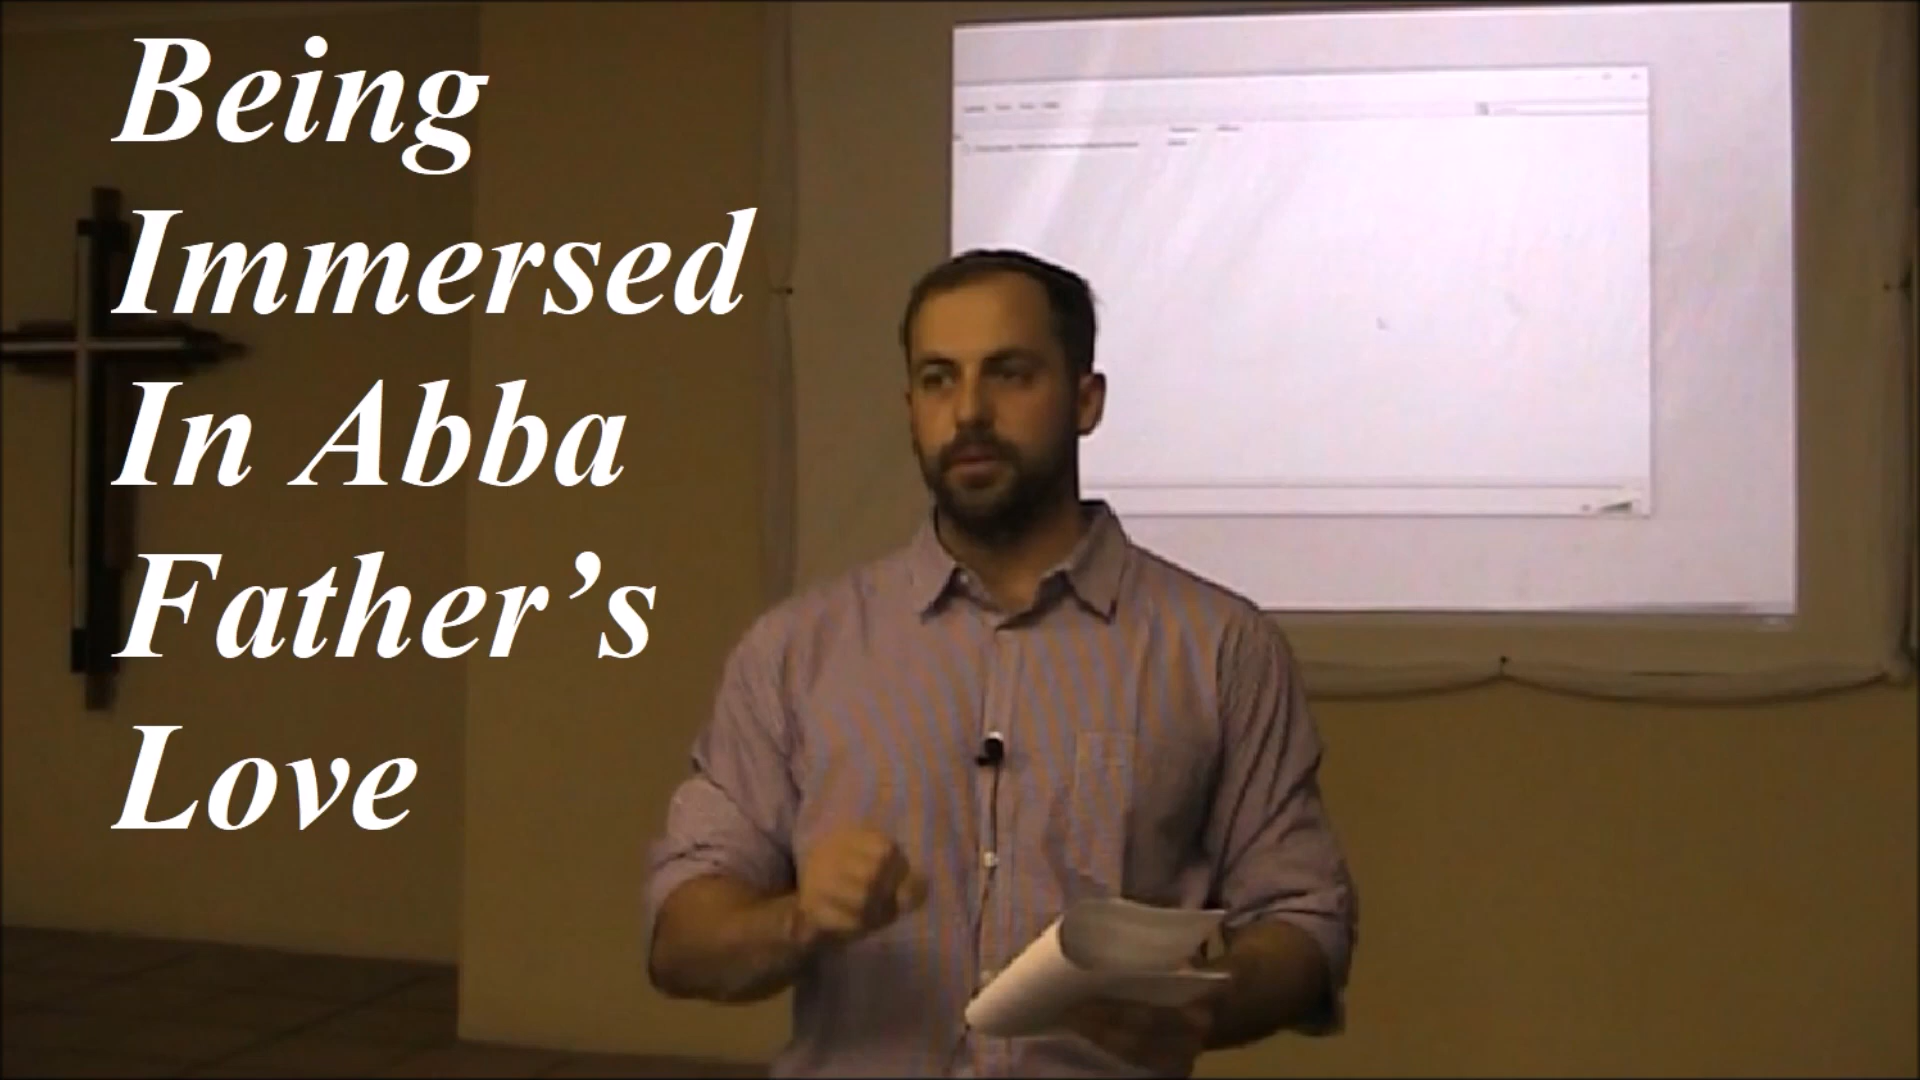 Being
Immersed
In Abba
Father’s
Love